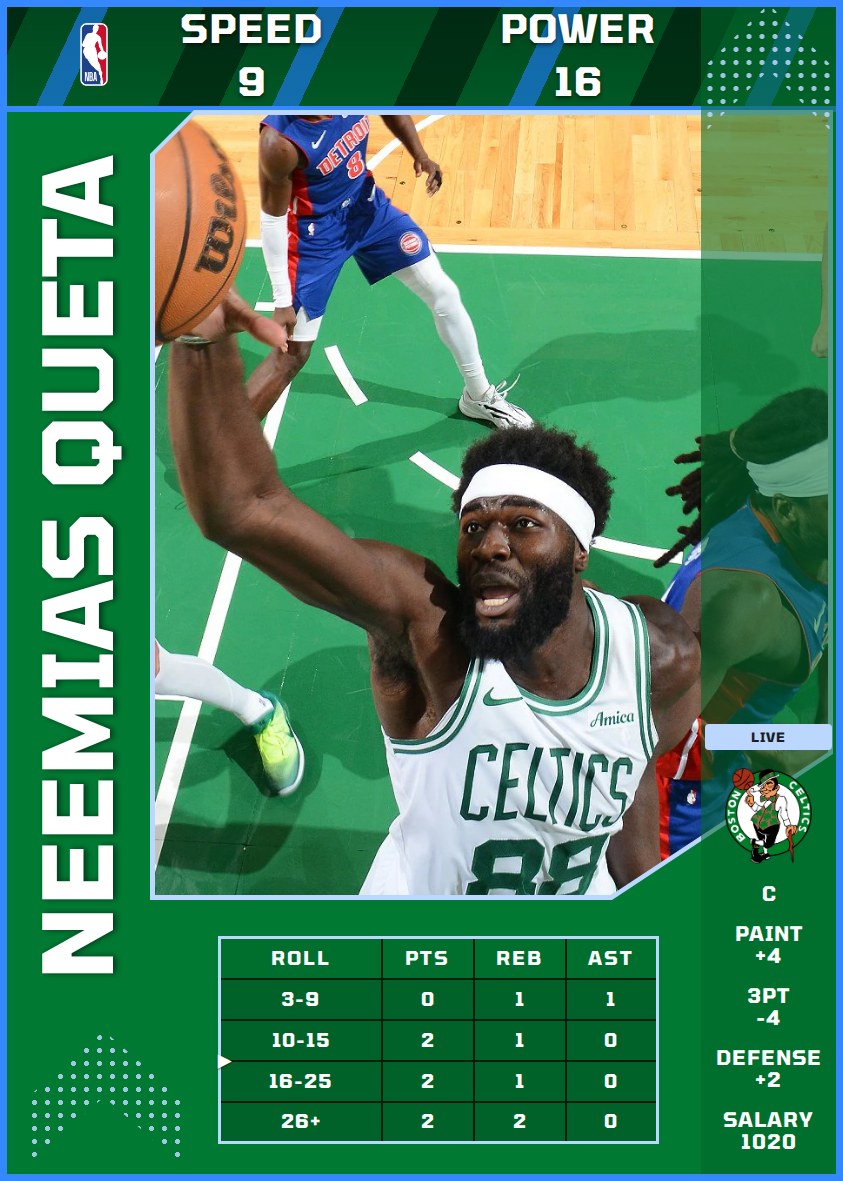 SPEED
9
POWER
16
NBA
NEEMIAS QUETA
Wilson
DETROIT
8
Amica
CELTICS
88
LIVE
BOSTON CELTICS
C
PAINT
+4
3PT
-4
DEFENSE
+2
SALARY
1020
ROLL PTS REB AST
3-9 0 1 1
10-15 2 1 0
16-25 2 1 0
26+ 2 2 0